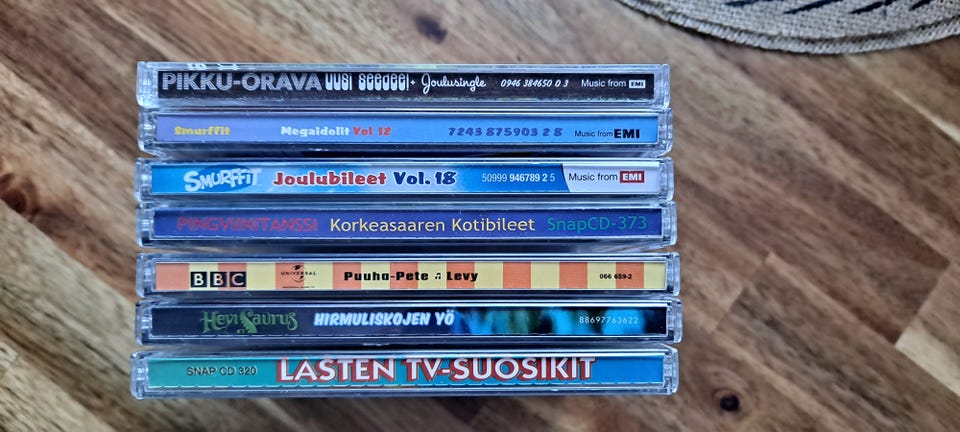 PIKKU-ORAVA UUSI SEEDEE!+ Joulusingle 0946 384650 0 3 Music from EMI
Smurffit Megaidolit Vol 12 7243 875903 2 8 Music from EMI
SMURFFIT Joulubileet Vol. 18 50999 946789 2 5 Music from EMI
PINGVIINITANSSI Korkeasaaren Kotibileet SnapCD-373
BBC UNIVERSAL Puuha-Pete ♫ Levy 066 659-2
HeviSaurus HIRMULISKOJEN YÖ 88697763622
SNAP CD 320 LASTEN TV-SUOSIKIT